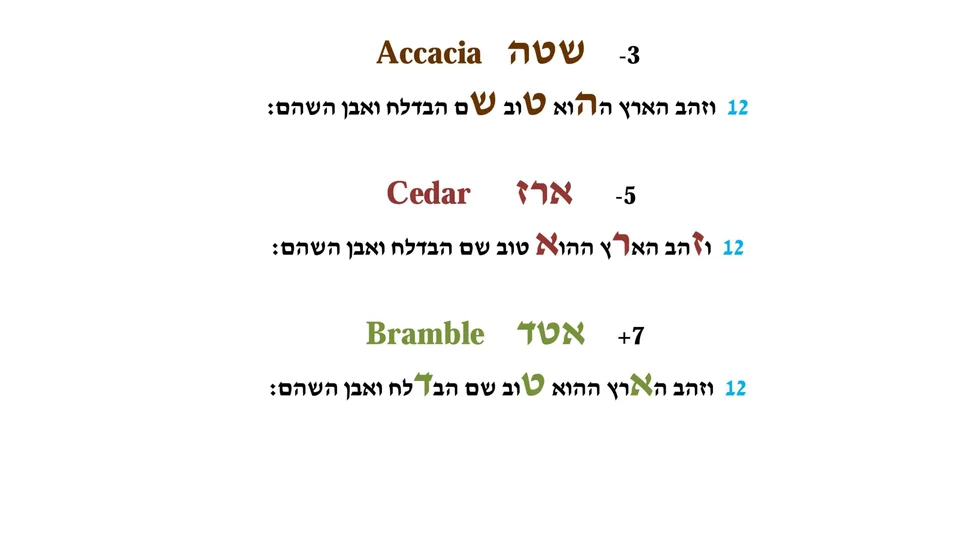 Accacia שטה -3
12 וזהב הארץ ההוא טוב שם הבדלח ואבן השהם:
Cedar ארז -5
12 וזהב הארץ ההוא טוב שם הבדלח ואבן השהם:
Bramble אטד +7
12 וזהב הארץ ההוא טוב שם הבדלח ואבן השהם: